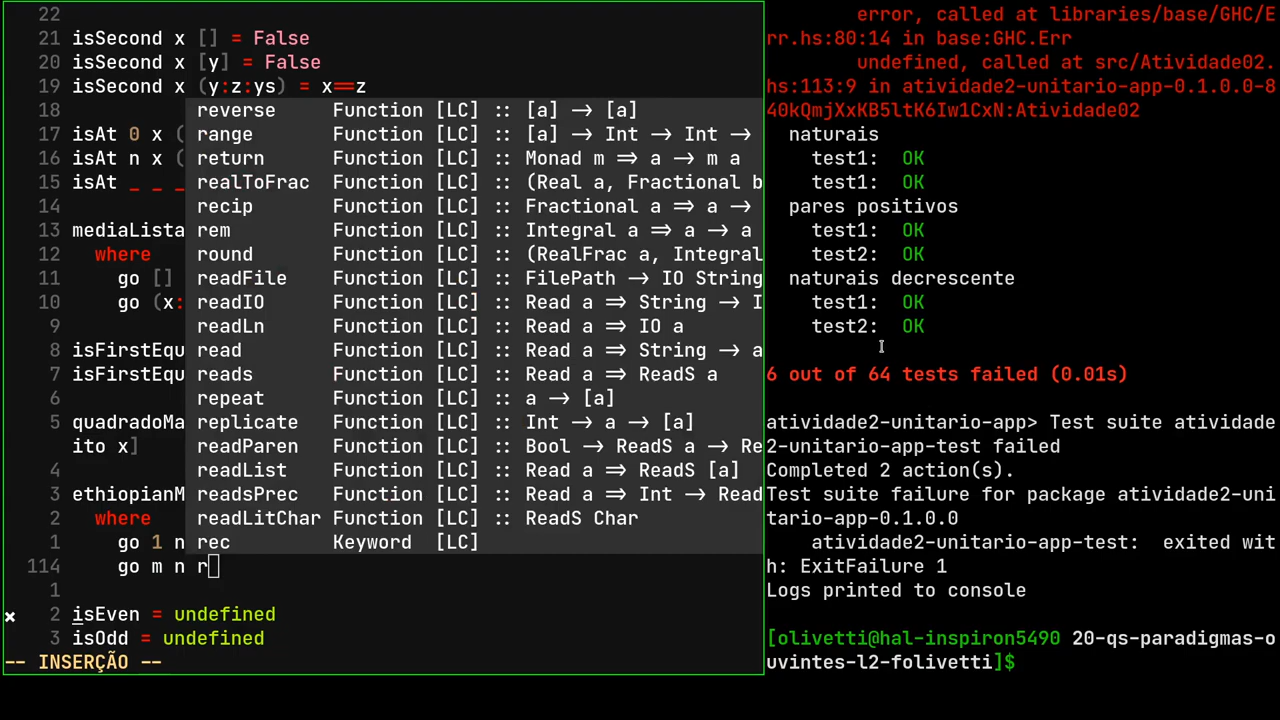 22
21 isSecond x [] = False
20 isSecond x [y] = False
19 isSecond x (y:z:ys) = x==z
18 reverse Function [LC] :: [a] → [a]
17 isAt 0 x ( range Function [LC] :: [a] → Int → Int →
16 isAt n x ( return Function [LC] :: Monad m ⇒ a → m a
15 isAt _ _ _ realToFrac Function [LC] :: (Real a, Fractional b
14 recip Function [LC] :: Fractional a ⇒ a →
13 mediaLista rem Function [LC] :: Integral a ⇒ a → a
12 where round Function [LC] :: (RealFrac a, Integral
11 go [] readFile Function [LC] :: FilePath → IO String
10 go (x: readIO Function [LC] :: Read a ⇒ String → I
9 readLn Function [LC] :: Read a ⇒ IO a
8 isFirstEqu read Function [LC] :: Read a ⇒ String → a
7 isFirstEqu reads Function [LC] :: Read a ⇒ ReadS a
6 repeat Function [LC] :: a → [a]
5 quadradoMa replicate Function [LC] :: Int → a → [a]
ito x] readParen Function [LC] :: Bool → ReadS a → Re
4 readList Function [LC] :: Read a ⇒ ReadS [a]
3 ethiopianM readsPrec Function [LC] :: Read a ⇒ Int → Read
2 where readLitChar Function [LC] :: ReadS Char
1 go 1 n rec Keyword [LC]
114 go m n r
1
× 2 isEven = undefined
3 isOdd = undefined
-- INSERÇÃO --
error, called at libraries/base/GHC/E
rr.hs:80:14 in base:GHC.Err
undefined, called at src/Atividade02.
hs:113:9 in atividade2-unitario-app-0.1.0.0-8
40kQmjXxKB5ltK6Iw1CxN:Atividade02
naturais
test1: OK
test1: OK
pares positivos
test1: OK
test2: OK
naturais decrescente
test1: OK
test2: OK
6 out of 64 tests failed (0.01s)
atividade2-unitario-app> Test suite atividade
2-unitario-app-test failed
Completed 2 action(s).
Test suite failure for package atividade2-uni
tario-app-0.1.0.0
atividade2-unitario-app-test: exited wit
h: ExitFailure 1
Logs printed to console
[olivetti@hal-inspiron5490 20-qs-paradigmas-o
uvintes-l2-folivetti]$